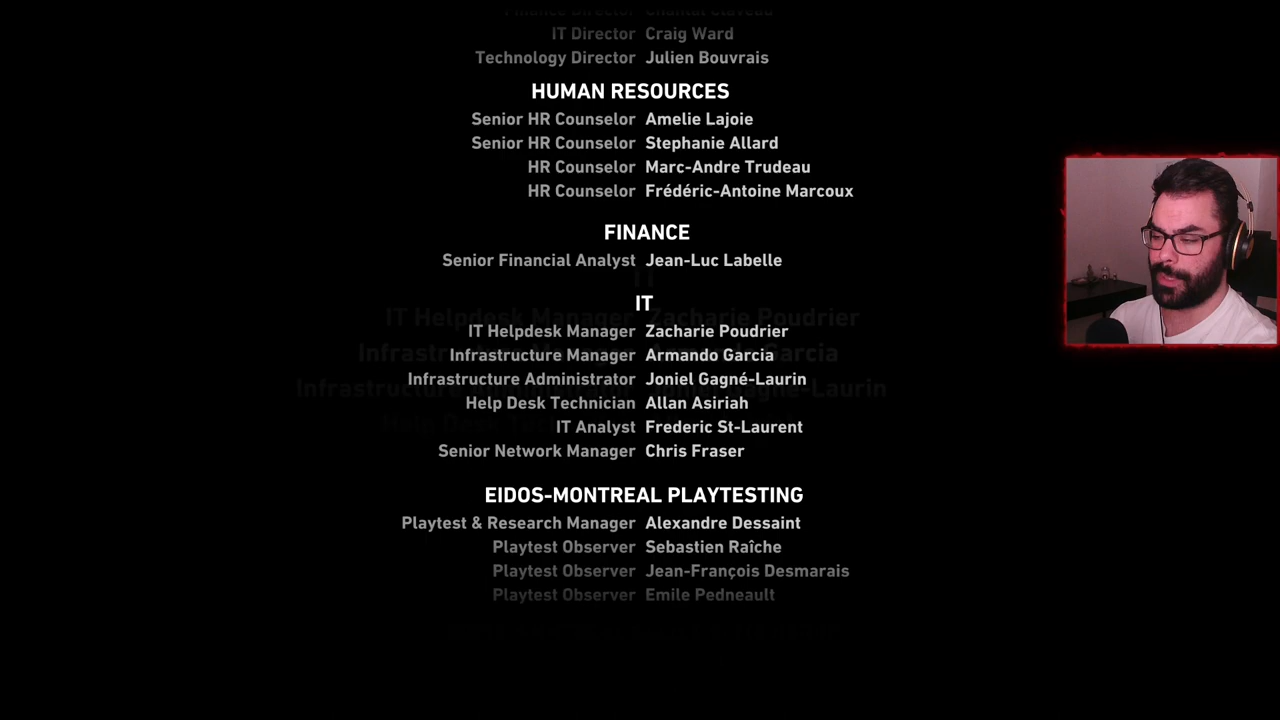 Finance Director Chantal Claveau
IT Director Craig Ward
Technology Director Julien Bouvrais
HUMAN RESOURCES
Senior HR Counselor Amelie Lajoie
Senior HR Counselor Stephanie Allard
HR Counselor Marc-Andre Trudeau
HR Counselor Frédéric-Antoine Marcoux
FINANCE
Senior Financial Analyst Jean-Luc Labelle
IT
IT Helpdesk Manager Zacharie Poudrier
Infrastructure Manager Armando Garcia
Infrastructure Administrator Joniel Gagné-Laurin
Help Desk Technician Allan Asiriah
IT Analyst Frederic St-Laurent
Senior Network Manager Chris Fraser
EIDOS-MONTREAL PLAYTESTING
Playtest & Research Manager Alexandre Dessaint
Playtest Observer Sebastien Raîche
Playtest Observer Jean-François Desmarais
Playtest Observer Emile Pedneault